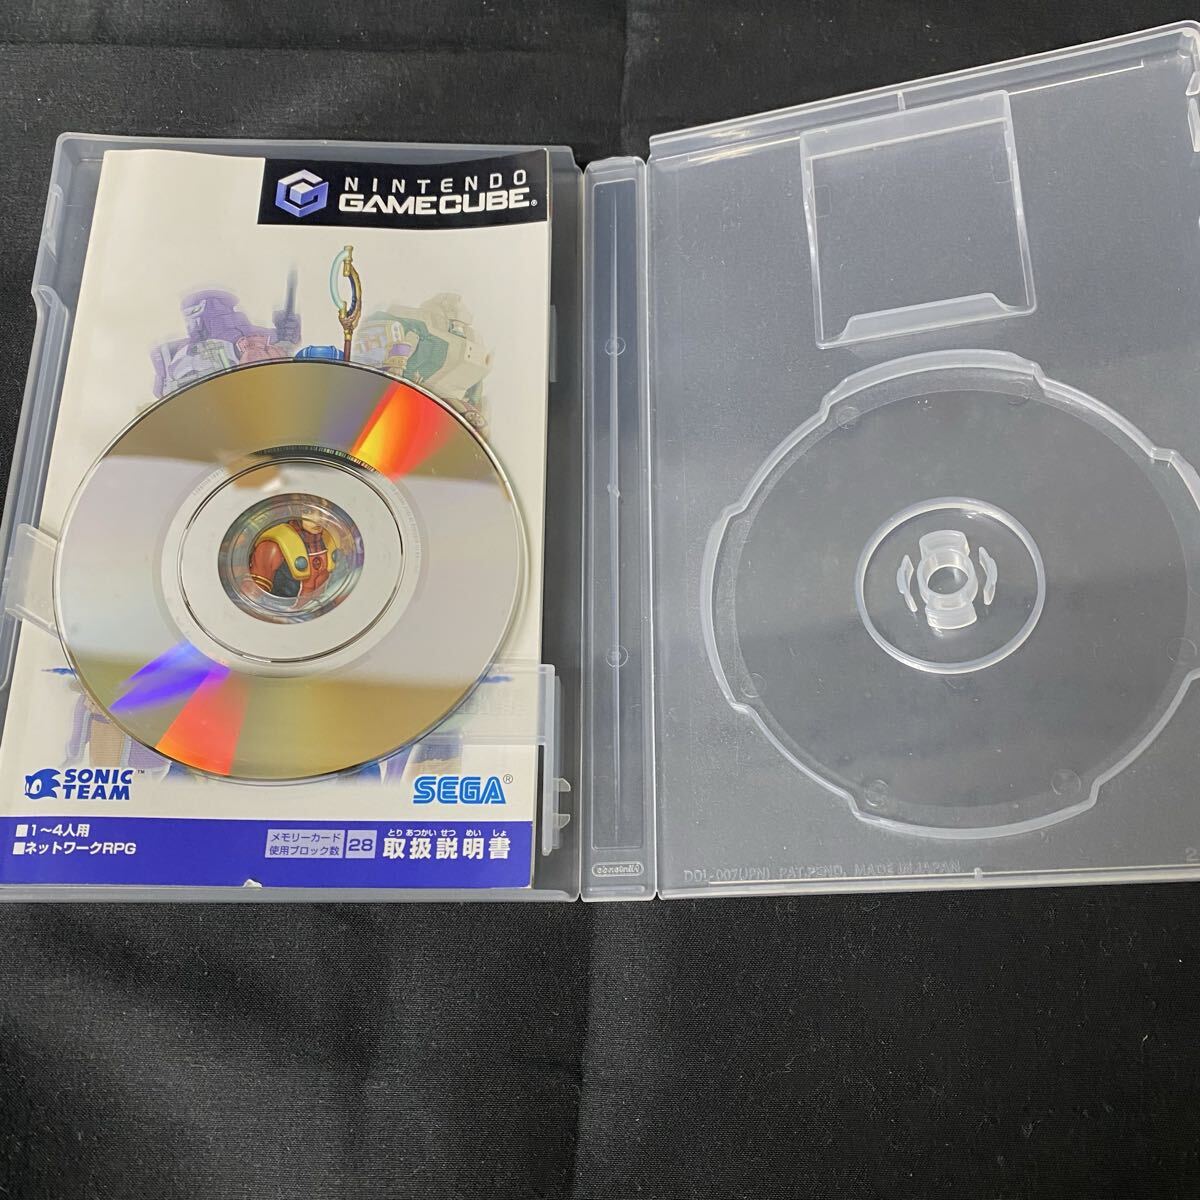 NINTENDO
GAMECUBE®
SONIC
TEAM™
SEGA®
■1〜4人用
■ネットワークRPG
メモリーカード
使用ブロック数
28
とり あつかい せつ めい しょ
取扱説明書
Nintendo
DOL-007(JPN) PAT.PEND. MADE IN JAPAN
2